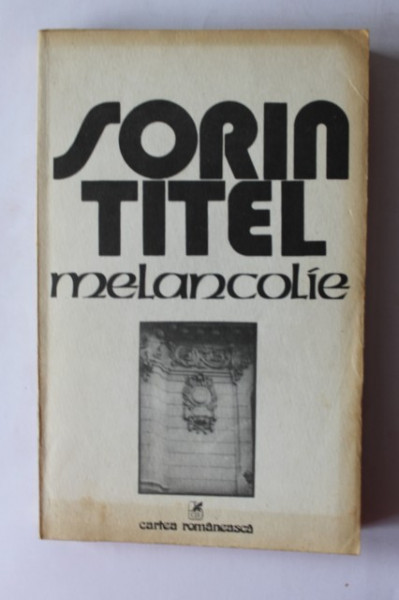 SORIN
TITEL
melancolie
cartea românească